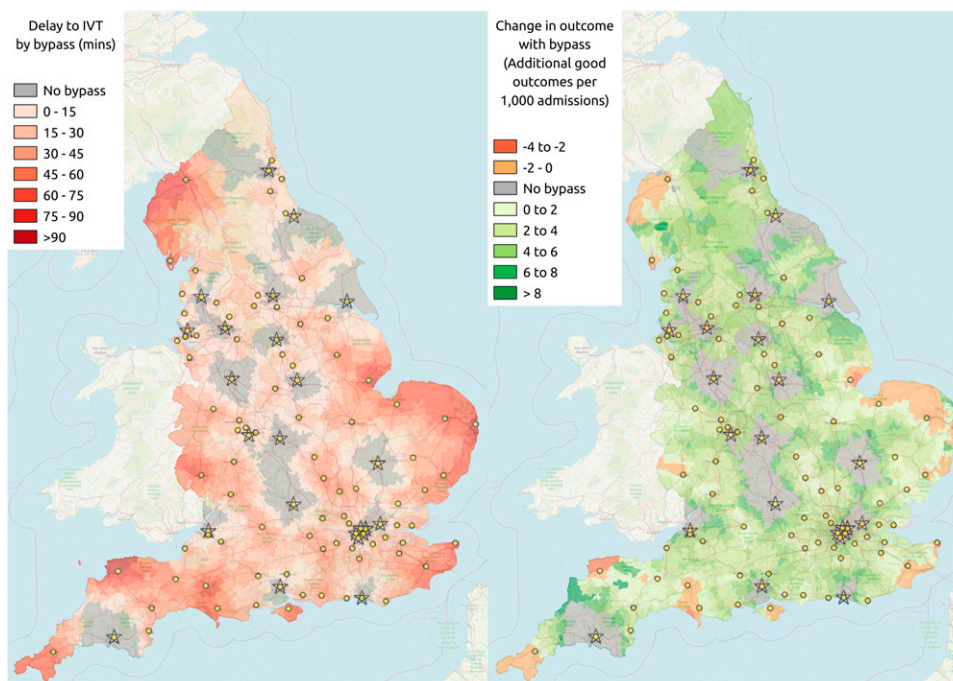 Delay to IVT
by bypass (mins)
No bypass
0 - 15
15 - 30
30 - 45
45 - 60
60 - 75
75 - 90
>90
Change in outcome
with bypass
(Additional good
outcomes per
1,000 admissions)
-4 to -2
-2 - 0
No bypass
0 to 2
2 to 4
4 to 6
6 to 8
> 8